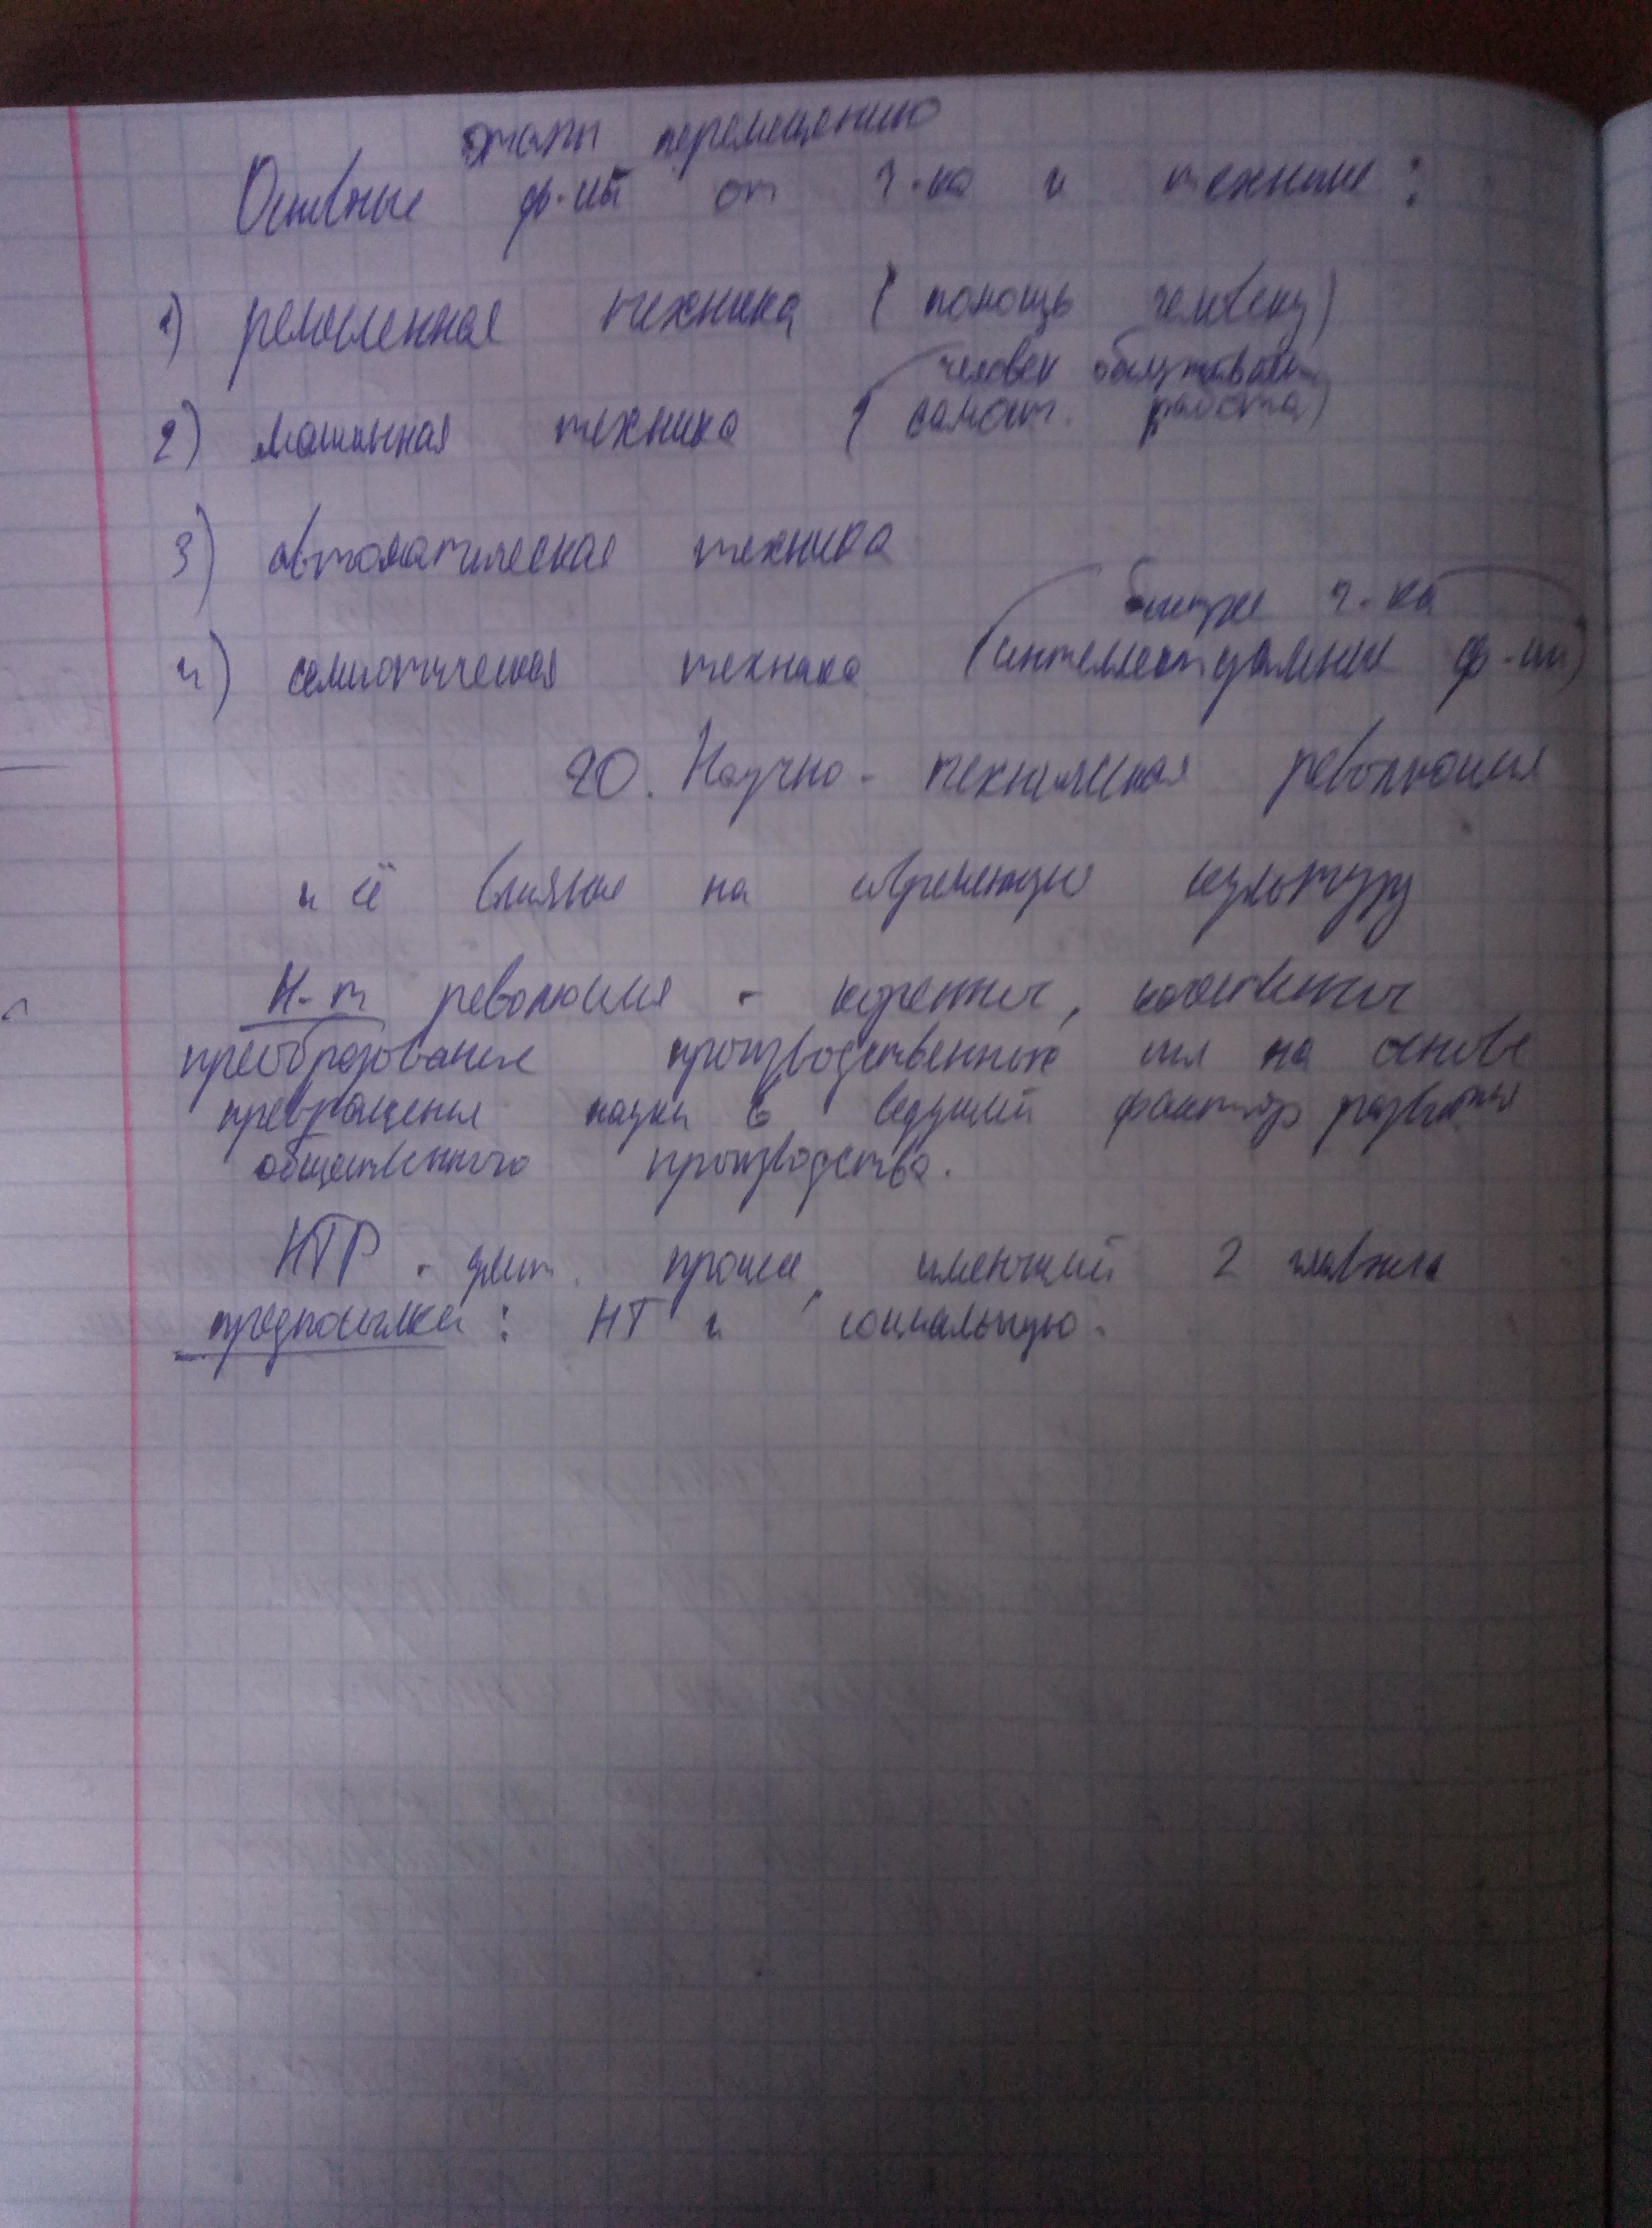 этапы перемещению
Основные ф-ий от ч-ка к технике:
1) ремесленная техника (помощь человеку)
человек обслуживает
2) машинная техника (самост. работа)
3) автоматическая техника
быстрее ч-ка
4) семиотическая техника (интеллектуальные ф-ии)
20. Научно-техническая революция
и её влияние на современную культуру
Н-т революция - коренное, качественное
преобразование производственных сил на основе
превращения науки в ведущий фактор развития
общественного производства.
НТР - длит. процесс, имеющий 2 главные
предпосылки: НТ и социальную.